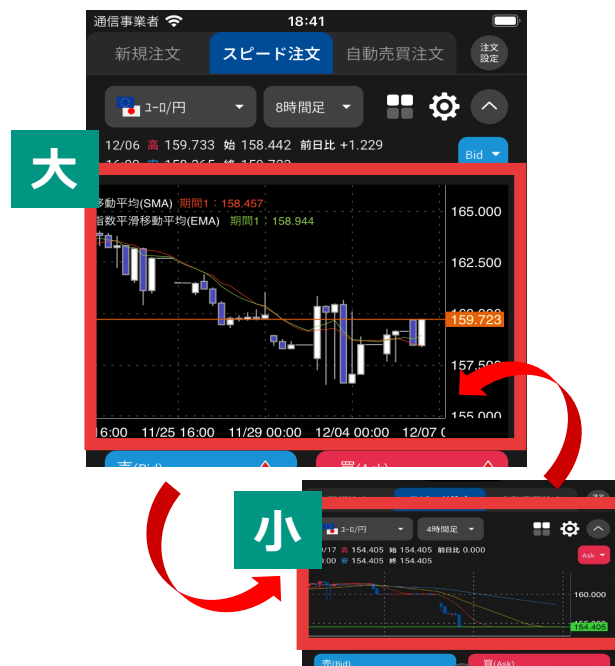 通信事業者 18:41
新規注文 スピード注文 自動売買注文 注文設定
ユーロ/円 8時間足
12/06 高 159.733 始 158.442 前日比 +1.229
Bid
大
移動平均(SMA) 期間1：158.457
指数平滑移動平均(EMA) 期間1：158.944
165.000
162.500
159.723
157.500
155.000
6:00 11/25 16:00 11/29 00:00 12/04 00:00 12/07
売(Bid) 買(Ask)
小
ユーロ/円 4時間足
/17 高 154.405 始 154.405 前日比 0.000
:00 安 154.405 終 154.405
Ask
160.000
154.405
売(Bid) 買(Ask)